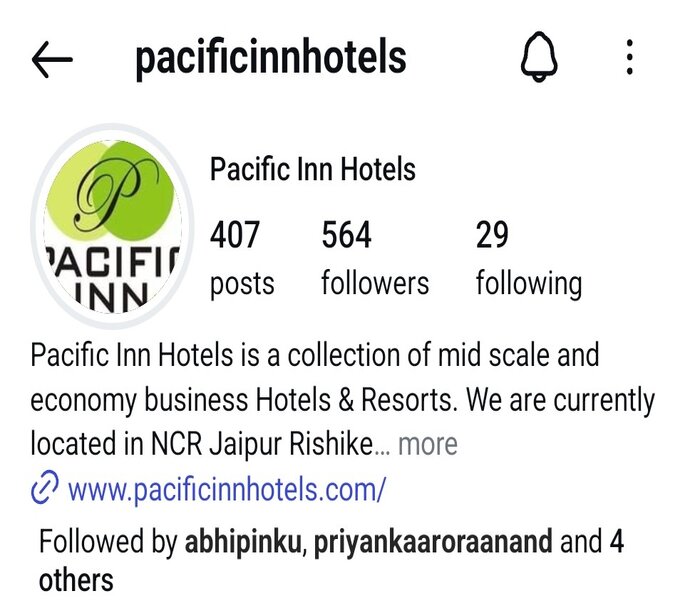 pacificinnhotels
P
PACIFIC
INN
Pacific Inn Hotels
407 564 29
posts followers following
Pacific Inn Hotels is a collection of mid scale and
economy business Hotels & Resorts. We are currently
located in NCR Jaipur Rishike... more
www.pacificinnhotels.com/
Followed by abhipinku, priyankaaroraanand and 4
others